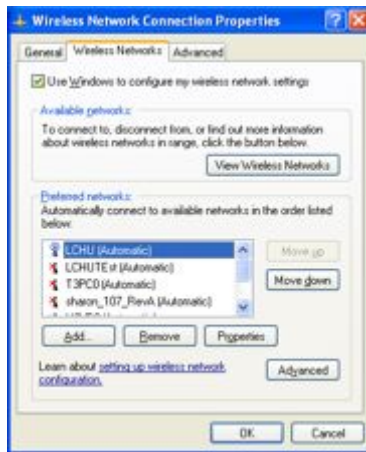 Wireless Network Connection Properties
General Wireless Networks Advanced
Use Windows to configure my wireless network settings
Available networks:
To connect to, disconnect from, or find out more information
about wireless networks in range, click the button below.
View Wireless Networks
Preferred networks:
Automatically connect to available networks in the order listed
below:
LCHU (Automatic)
Move up
LCHUTEst (Automatic)
T3PC0 (Automatic)
Move down
sharon_107_RevA (Automatic)
Add... Remove Properties
Learn about setting up wireless network
configuration.
Advanced
OK Cancel